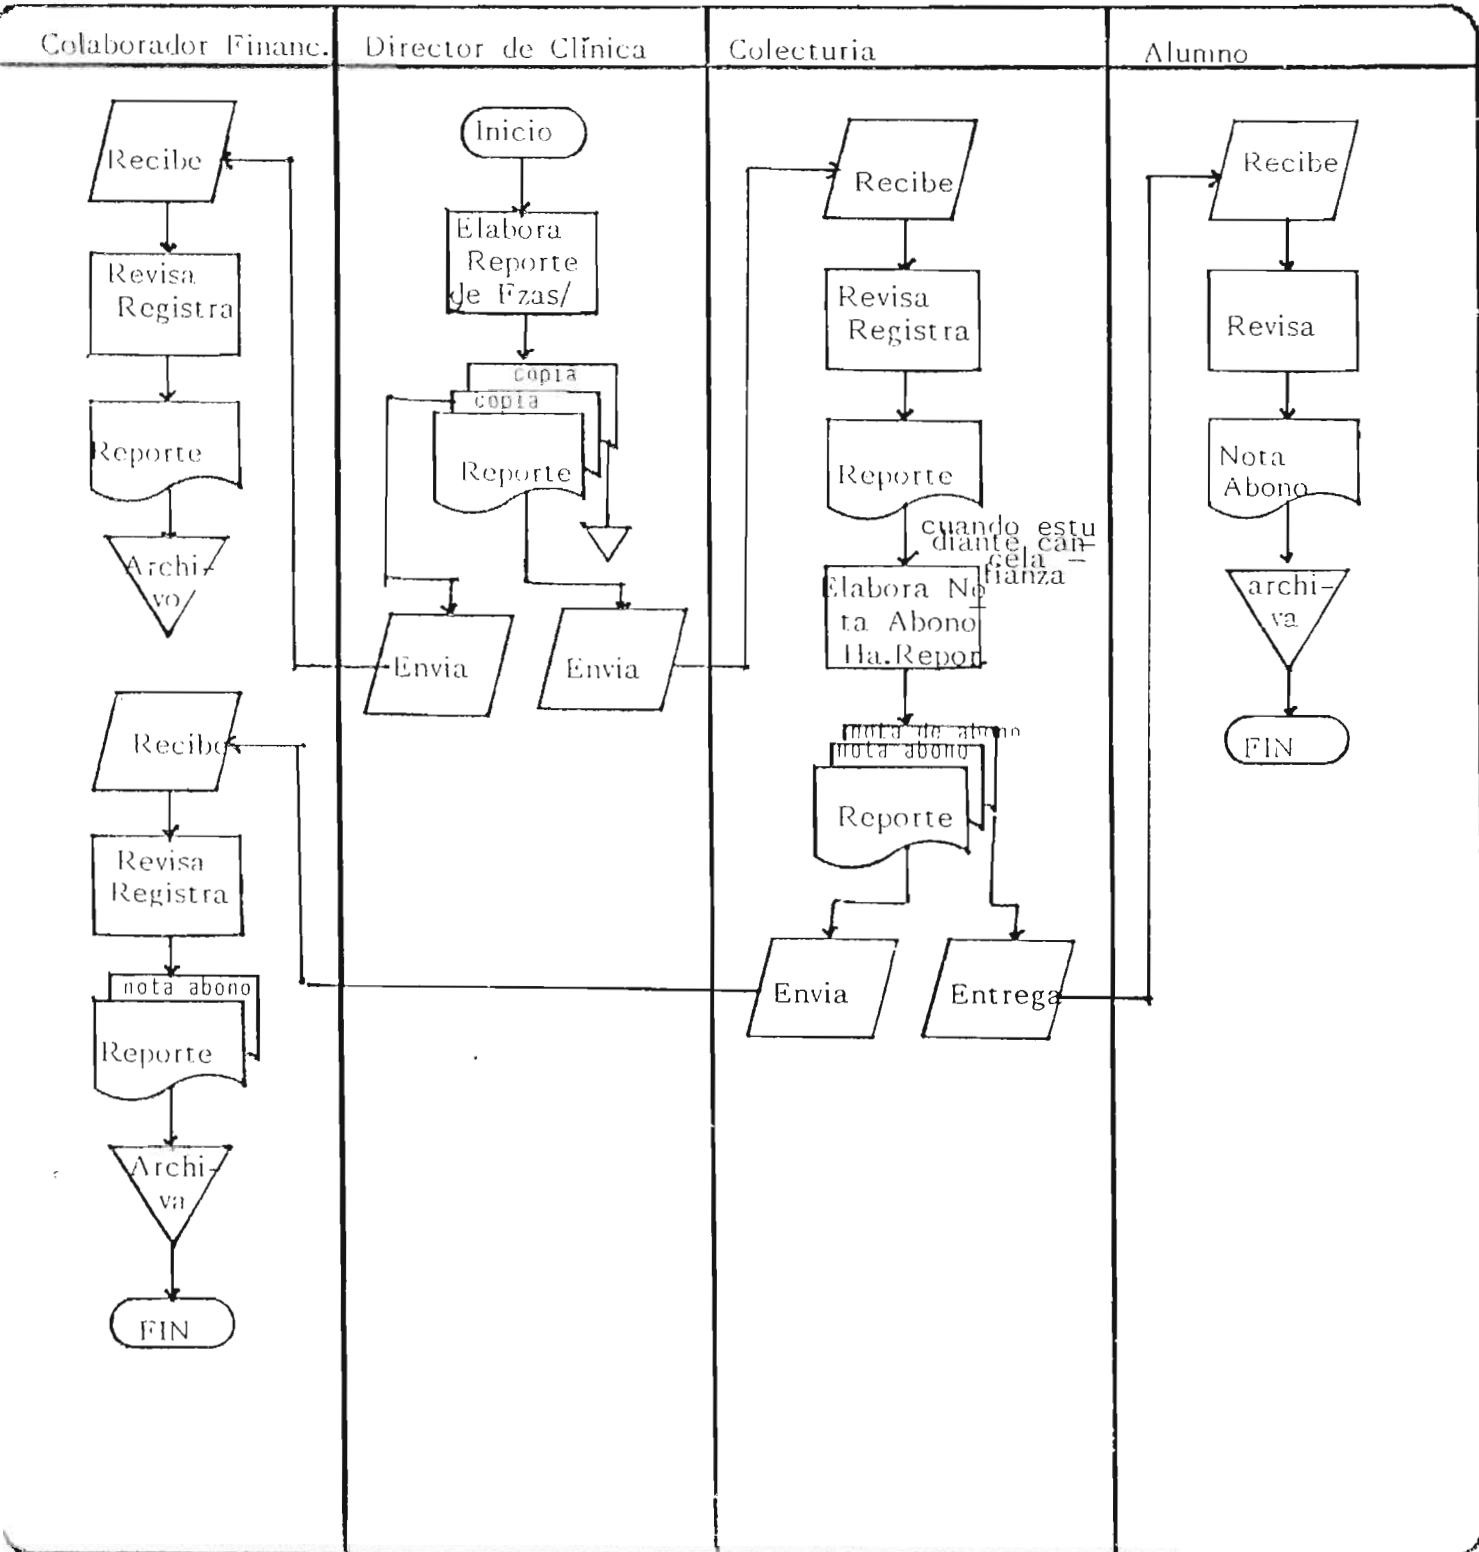 Colaborador Financ.
Director de Clínica
Colecturia
Alumno
Recibe
Revisa
Registra
Reporte
Archi-
vo
Recibe
Revisa
Registra
nota abono
Reporte
Archi-
va
FIN
Inicio
Elabora
Reporte
de Fzas/
copia
copia
Reporte
Envia
Envia
Recibe
Revisa
Registra
Reporte
cuando estu
diante can-
cela -
fianza
Elabora No
ta Abono
Ha.Repor
nota de abono
nota abono
Reporte
Envia
Entrega
Recibe
Revisa
Nota
Abono
archi-
va
FIN